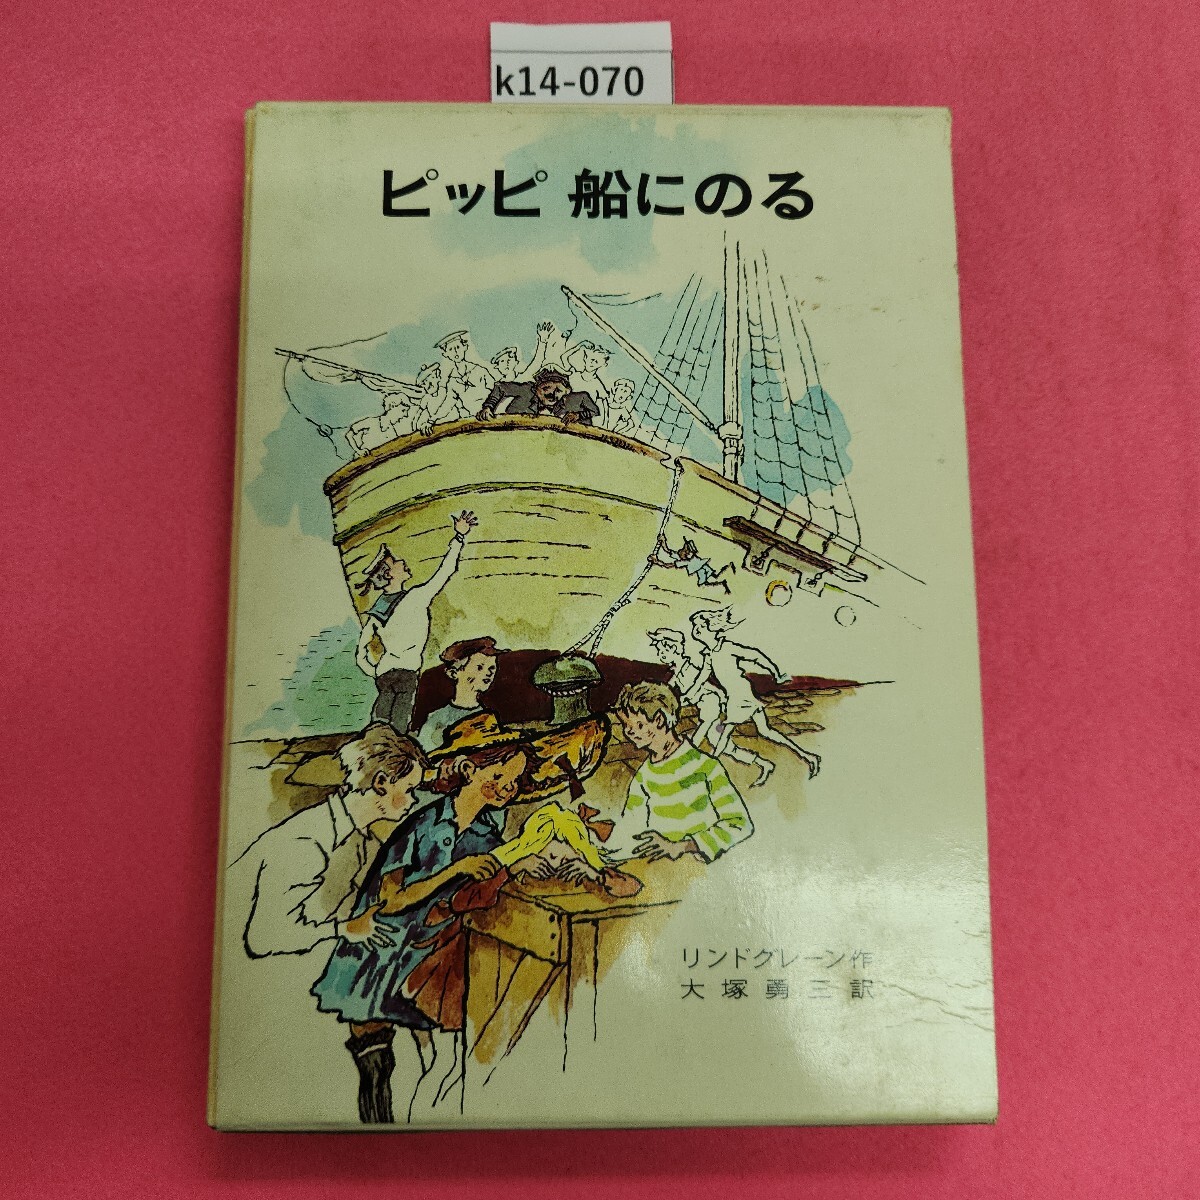 k14-070
ピッピ 船にのる
リンドグレーン作
大塚勇三訳